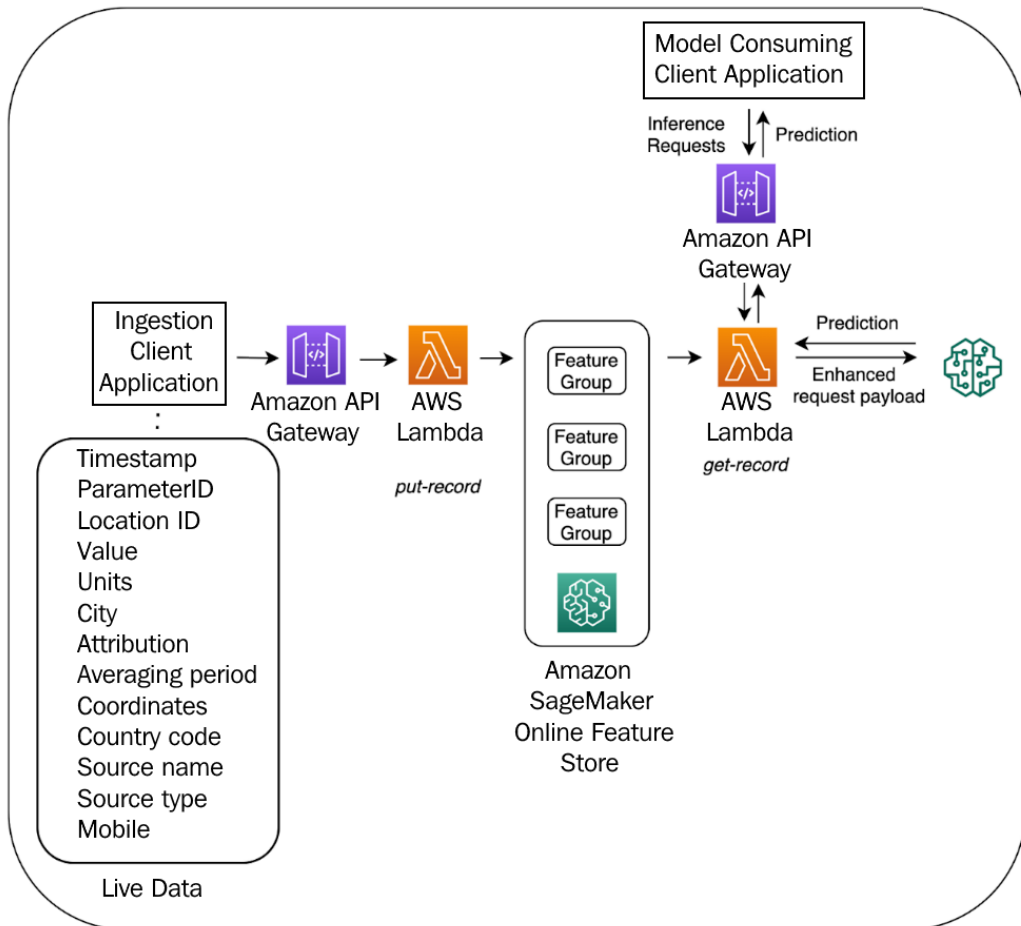 Model Consuming
Client Application
Inference
Requests
Prediction
Amazon API
Gateway
Ingestion
Client
Application
:
Amazon API
Gateway
AWS
Lambda
put-record
Feature
Group
Feature
Group
Feature
Group
Amazon
SageMaker
Online Feature
Store
AWS
Lambda
get-record
Prediction
Enhanced
request payload
Timestamp
ParameterID
Location ID
Value
Units
City
Attribution
Averaging period
Coordinates
Country code
Source name
Source type
Mobile
Live Data